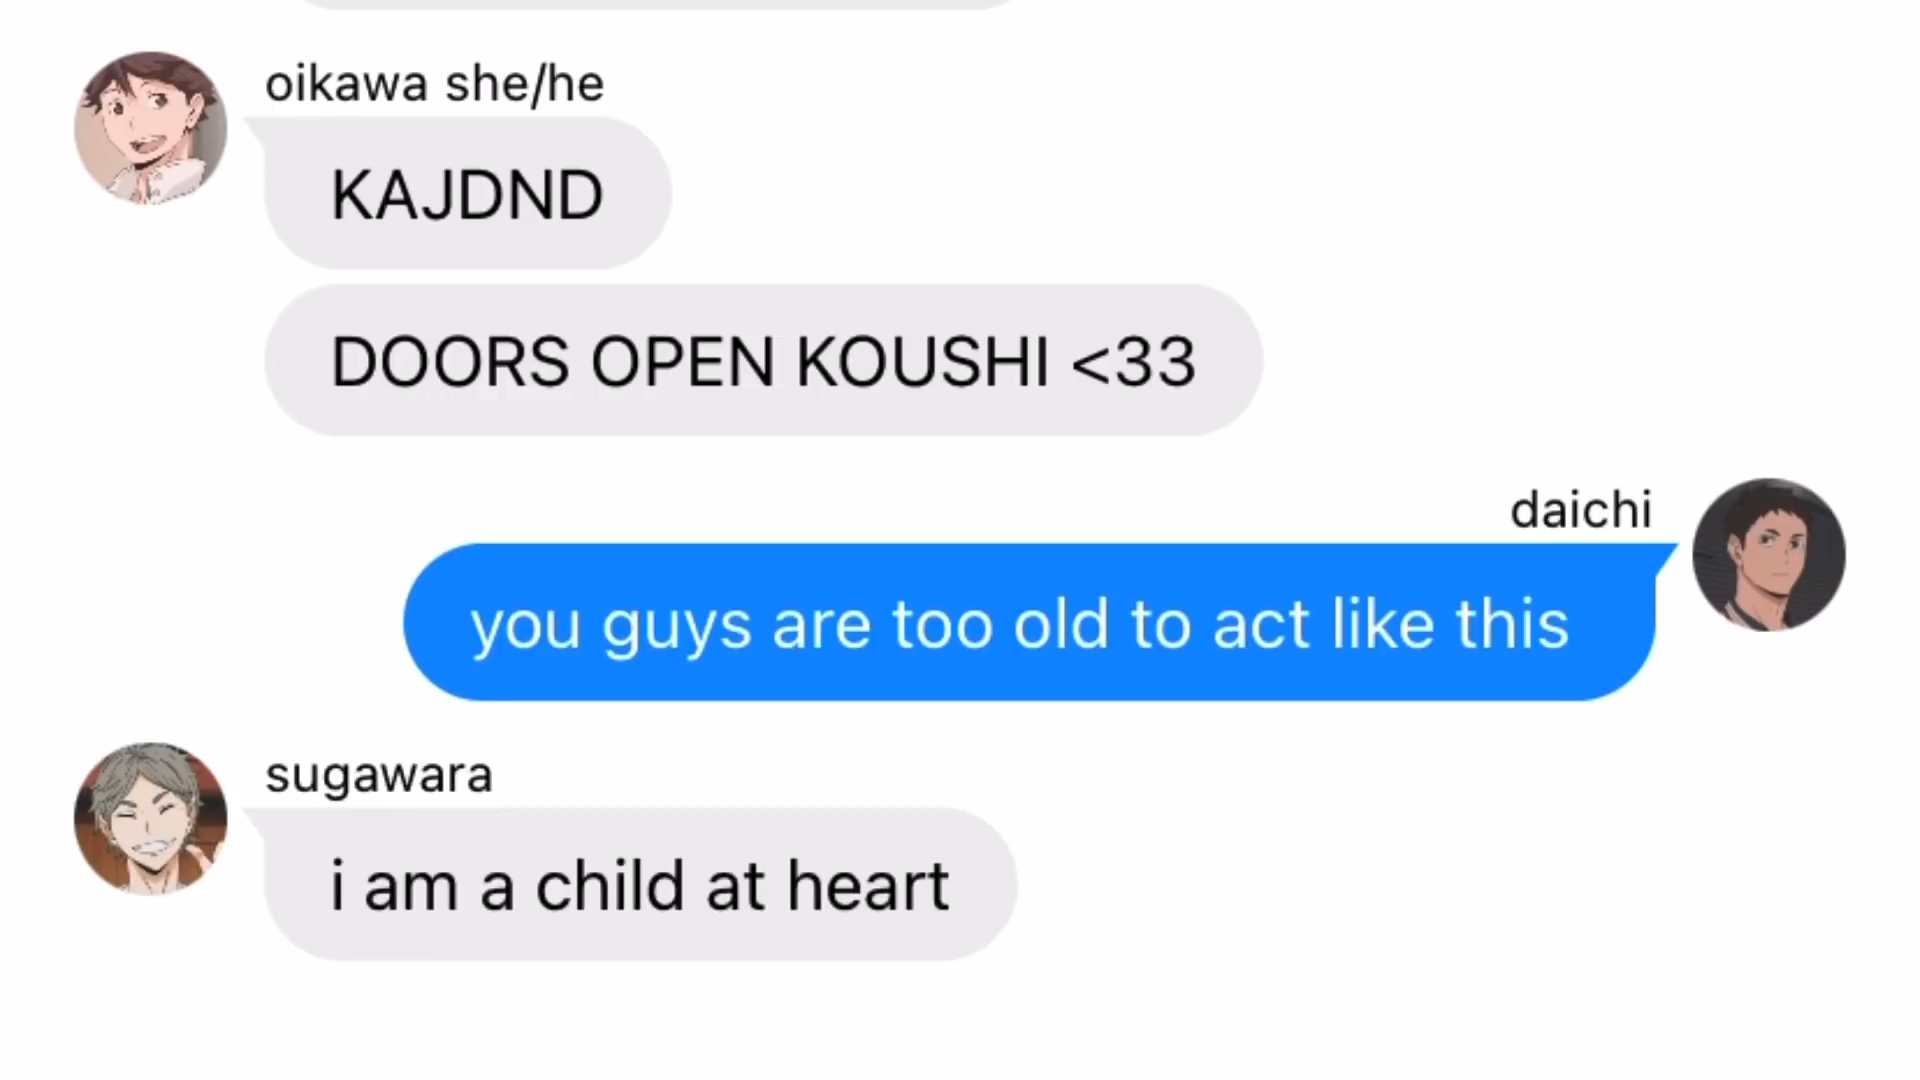 oikawa she/he
KAJDND
DOORS OPEN KOUSHI <33
daichi
you guys are too old to act like this
sugawara
i am a child at heart